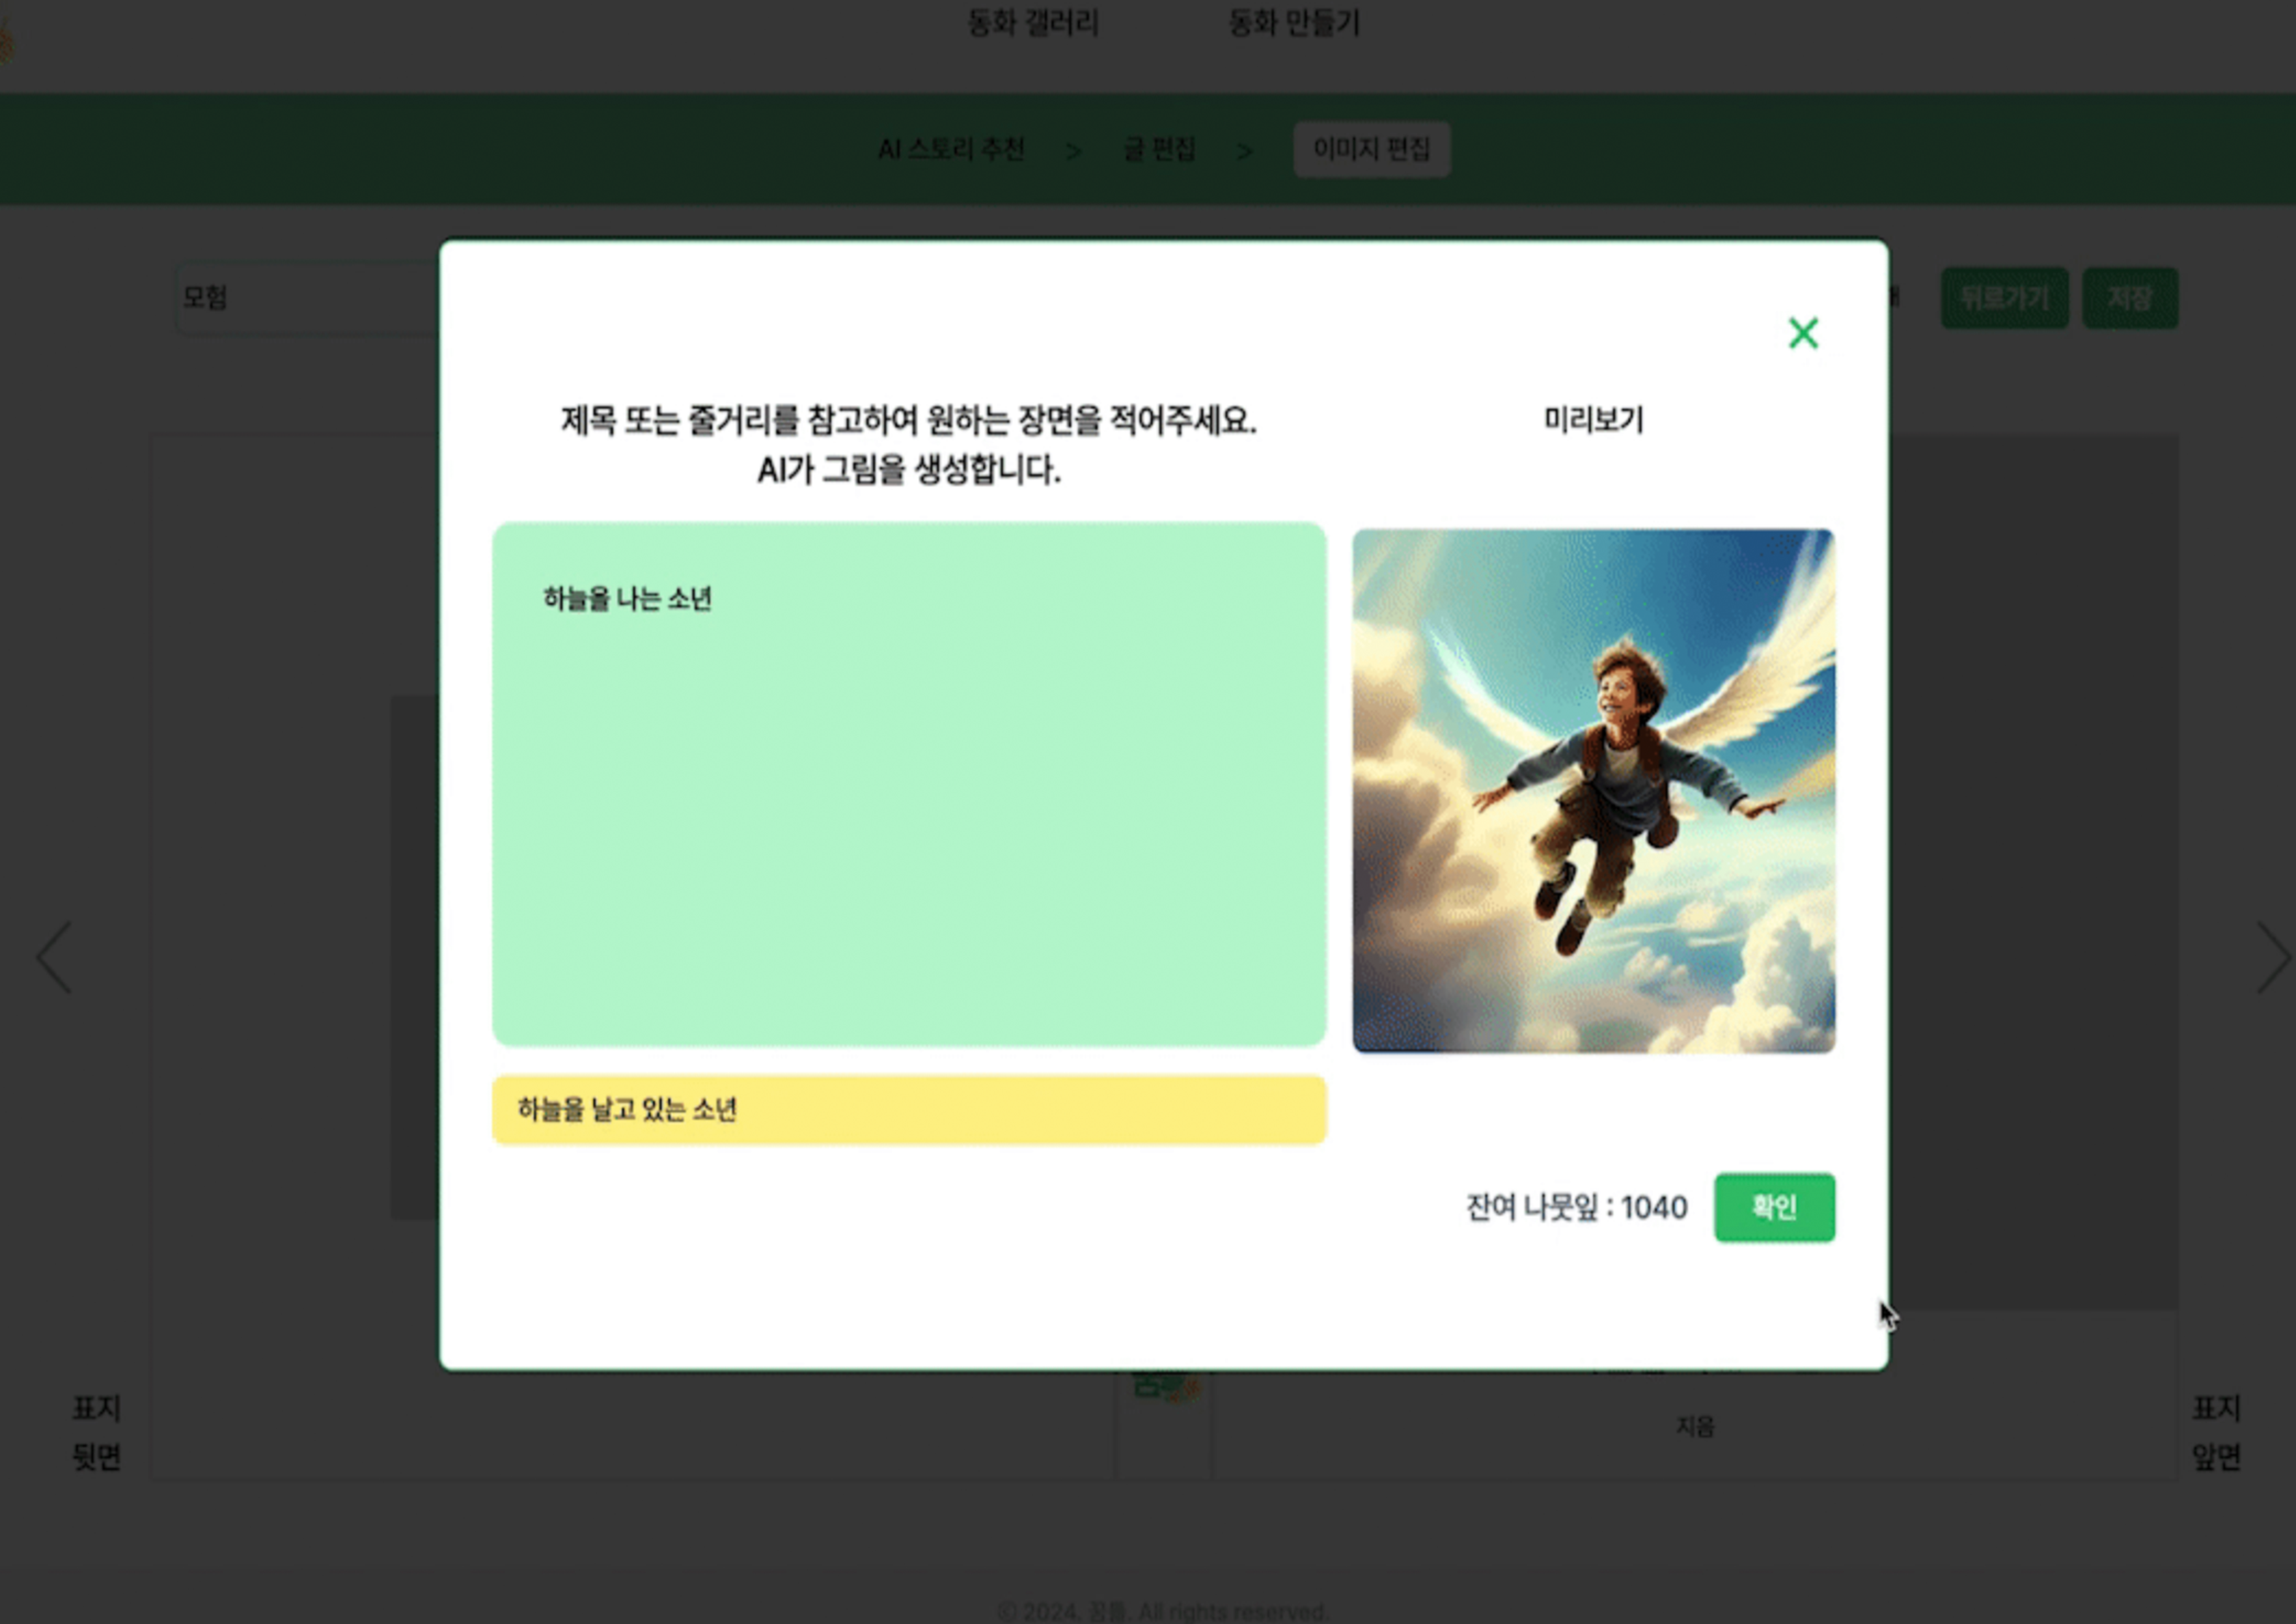 동화 갤러리
동화 만들기
AI 스토리 추천 > 글 편집 > 이미지 편집
모험
뒤로가기
저장
제목 또는 줄거리를 참고하여 원하는 장면을 적어주세요.
AI가 그림을 생성합니다.
미리보기
하늘을 나는 소년
하늘을 날고 있는 소년
잔여 나뭇잎 : 1040
확인
표지
뒷면
지음
표지
앞면
© 2024. 꿈틀. All rights reserved.